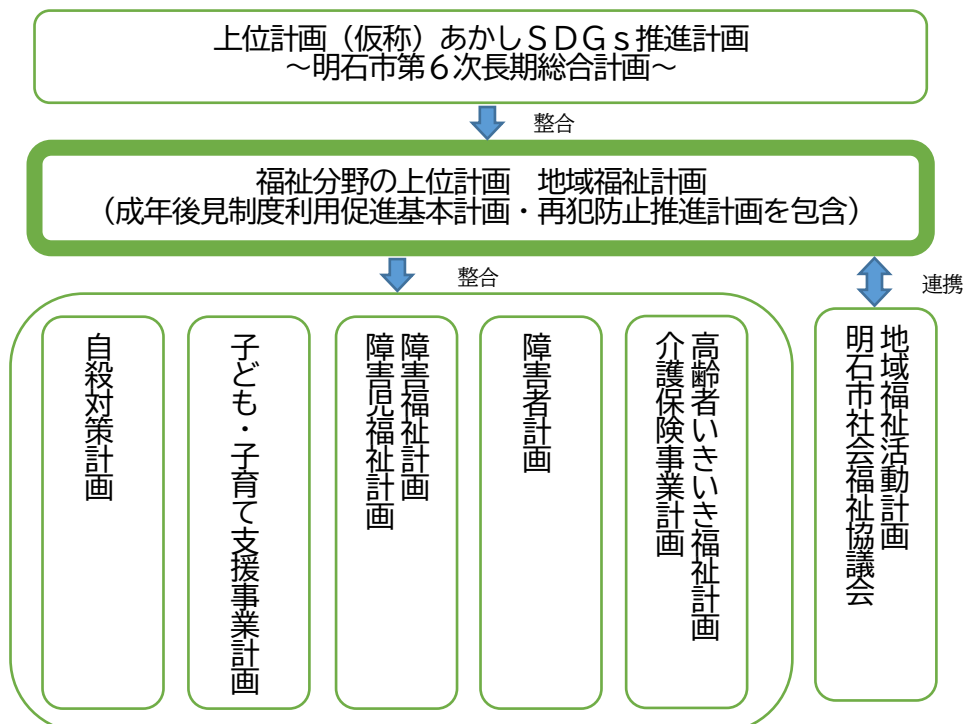 上位計画（仮称）あかしＳＤＧｓ推進計画
～明石市第６次長期総合計画～
整合
福祉分野の上位計画　地域福祉計画
（成年後見制度利用促進基本計画・再犯防止推進計画を包含）
整合
連携
地域福祉活動計画
明石市社会福祉協議会
高齢者いきいき福祉計画
介護保険事業計画
障害者計画
障害福祉計画
障害児福祉計画
子ども・子育て支援事業計画
自殺対策計画